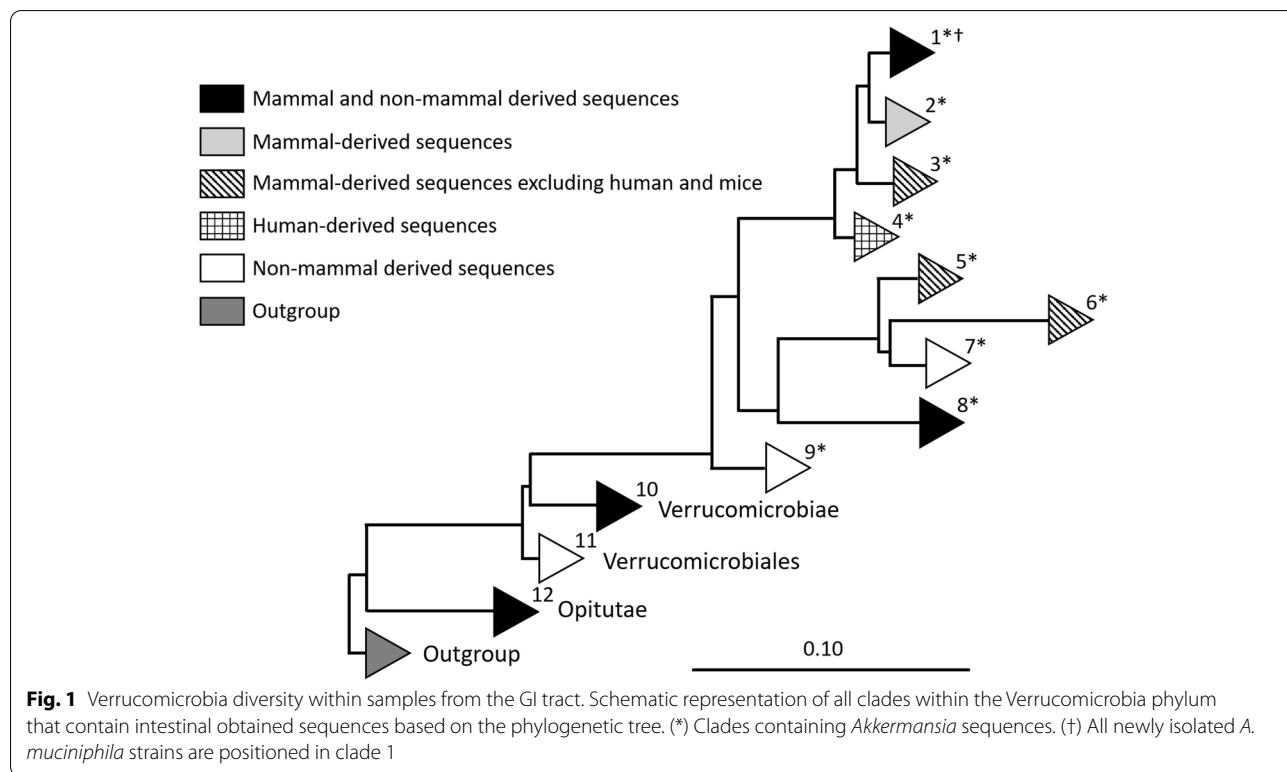 Mammal and non-mammal derived sequences
Mammal-derived sequences
Mammal-derived sequences excluding human and mice
Human-derived sequences
Non-mammal derived sequences
Outgroup
1*†
2*
3*
4*
5*
6*
7*
8*
9*
10
Verrucomicrobiae
11
Verrucomicrobiales
12
Opitutae
Outgroup
0.10
Fig. 1 Verrucomicrobia diversity within samples from the GI tract. Schematic representation of all clades within the Verrucomicrobia phylum
that contain intestinal obtained sequences based on the phylogenetic tree. (*) Clades containing Akkermansia sequences. (†) All newly isolated A.
muciniphila strains are positioned in clade 1